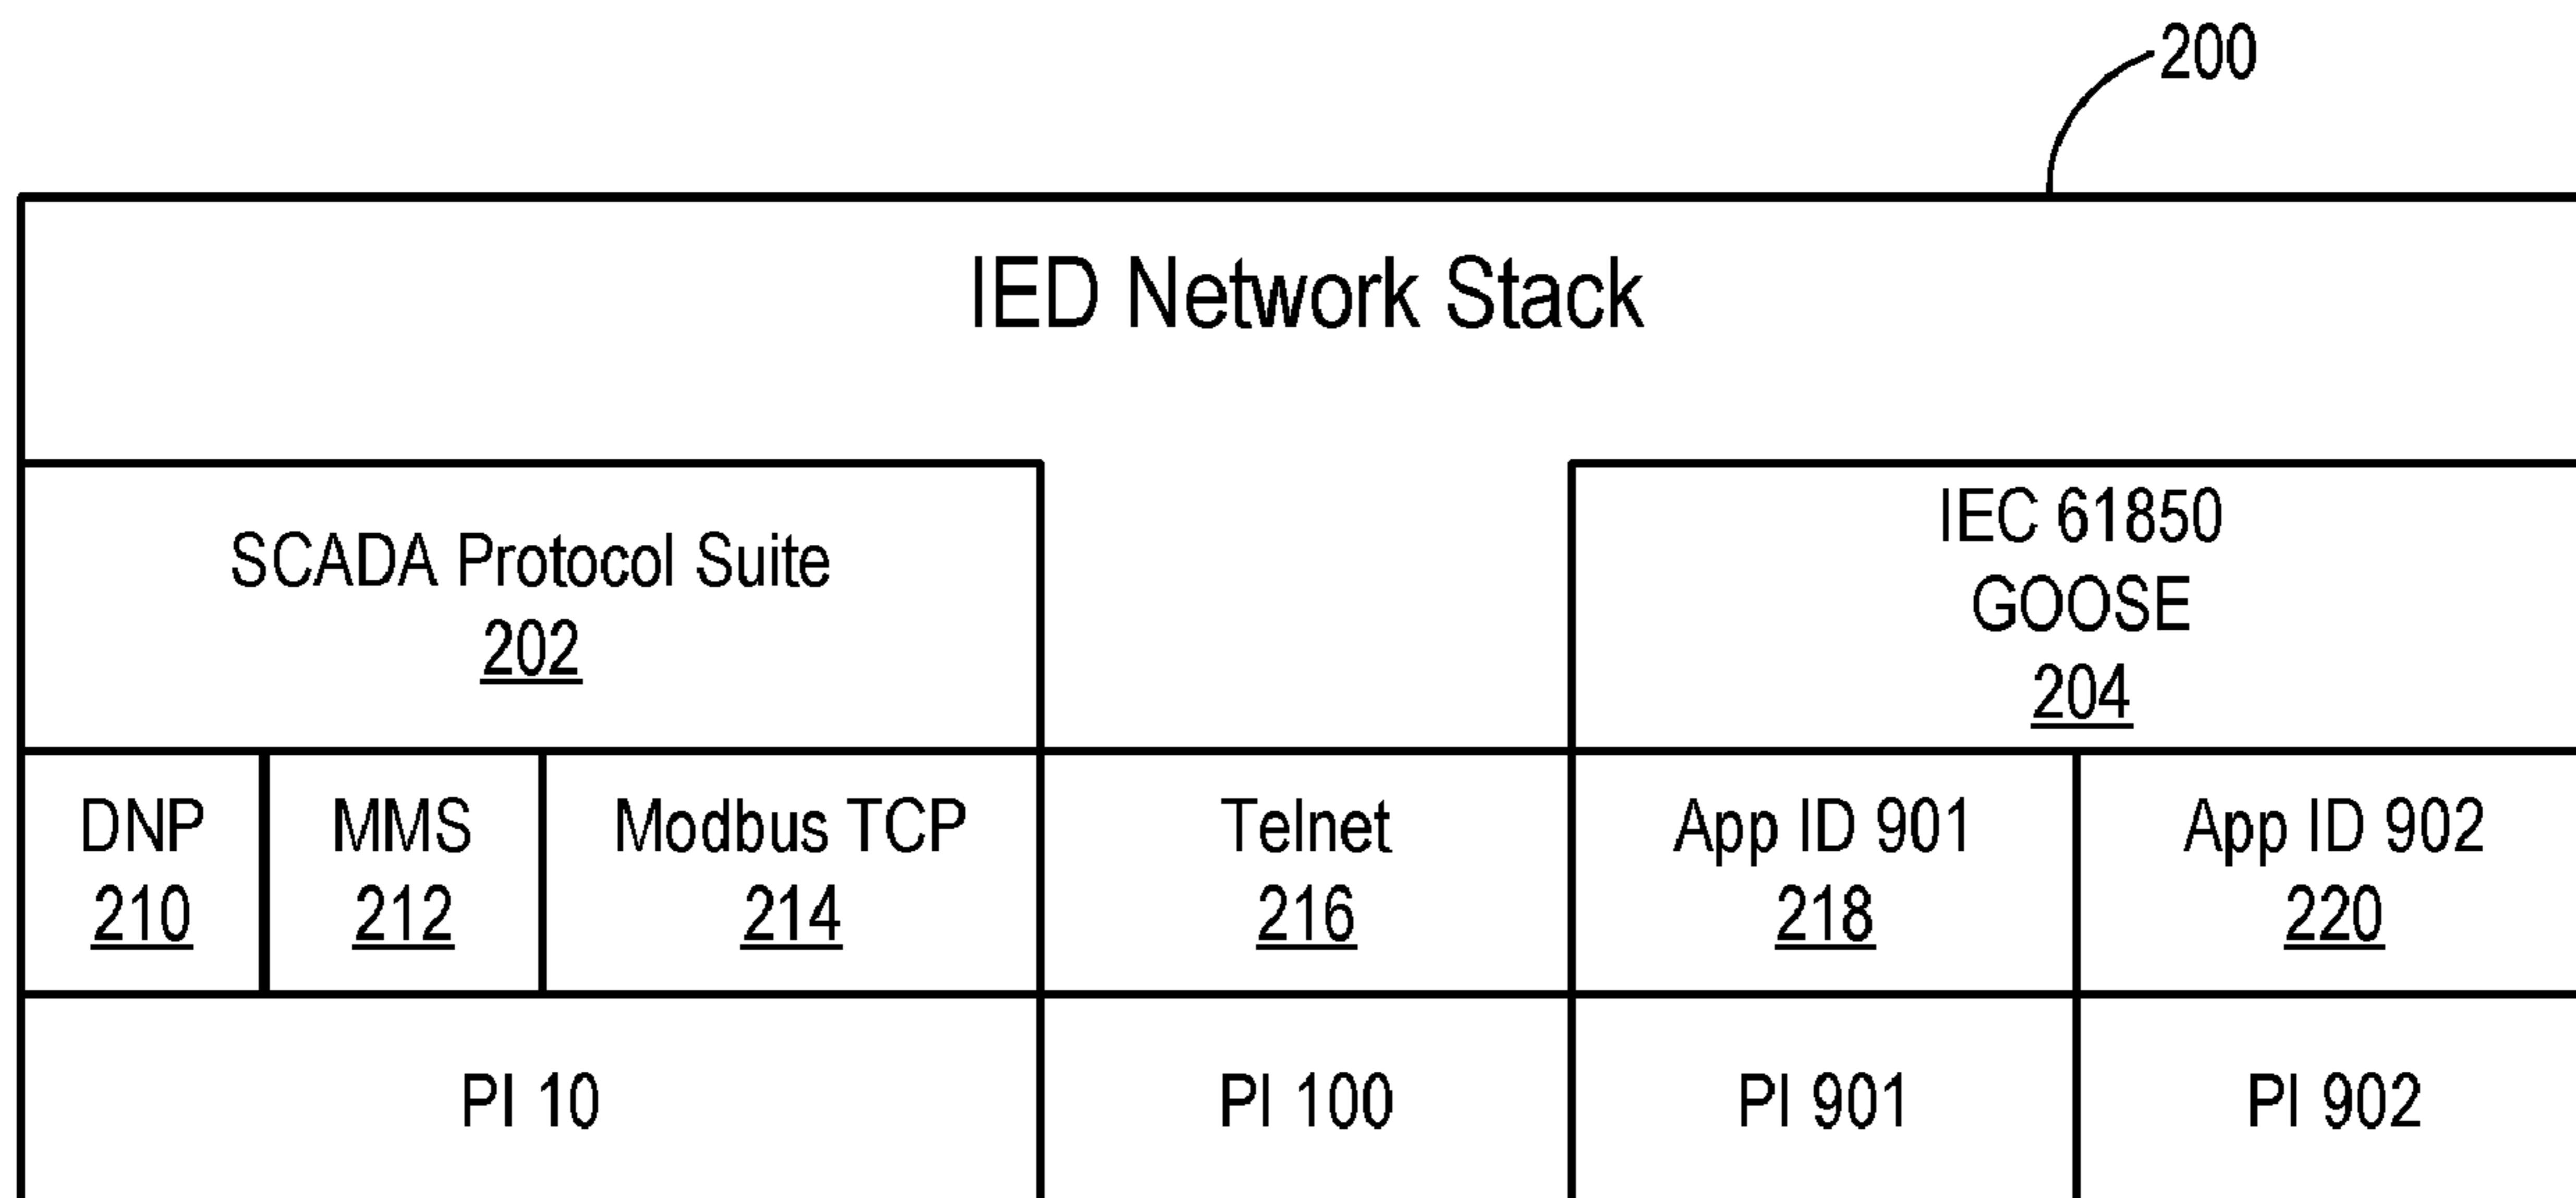 200
IED Network Stack
SCADA Protocol Suite
202
IEC 61850
GOOSE
204
DNP
210
MMS
212
Modbus TCP
214
Telnet
216
App ID 901
218
App ID 902
220
PI 10
PI 100
PI 901
PI 902